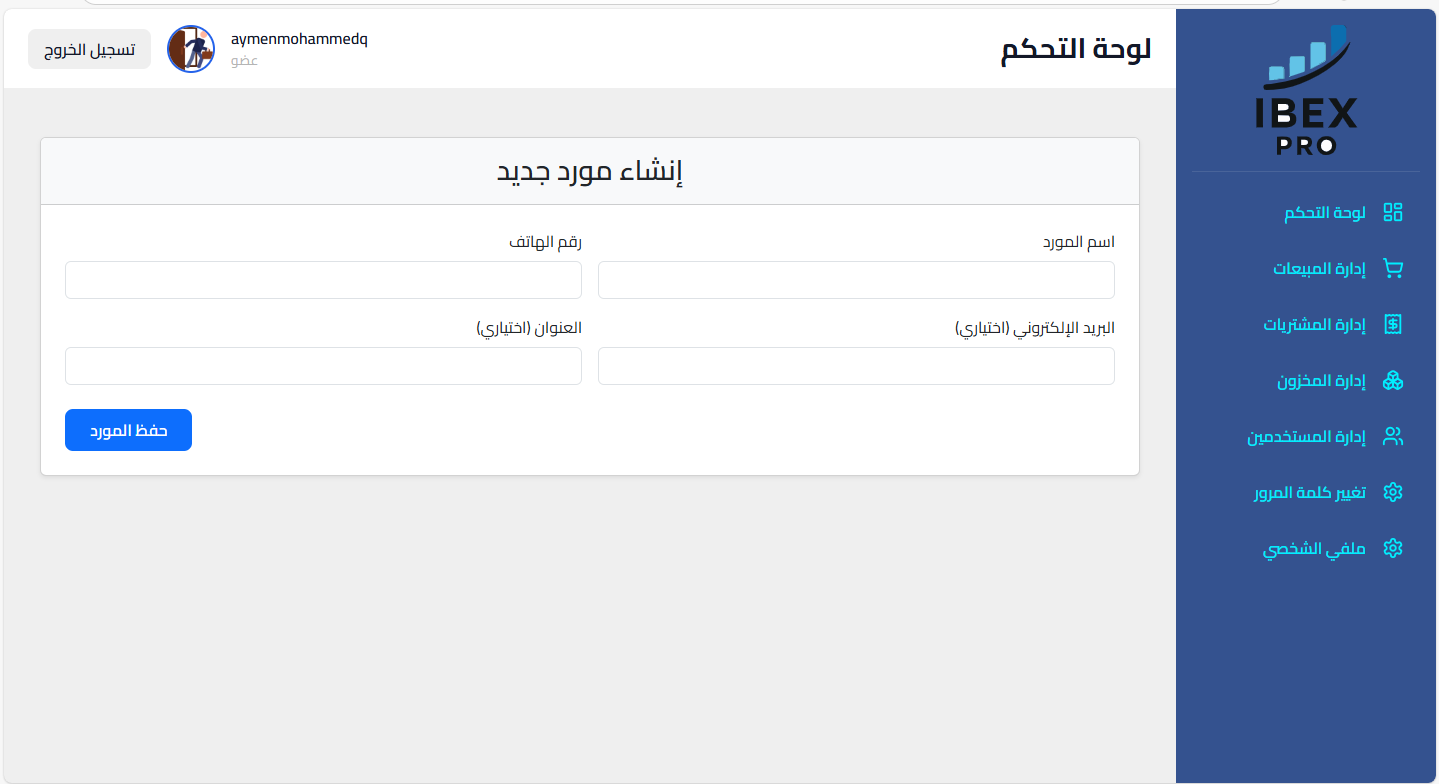 IBEX
PRO
لوحة التحكم
إدارة المبيعات
إدارة المشتريات
إدارة المخزون
إدارة المستخدمين
تغيير كلمة المرور
ملفي الشخصي
لوحة التحكم
aymenmohammedq
عضو
تسجيل الخروج
إنشاء مورد جديد
اسم المورد
رقم الهاتف
البريد الإلكتروني (اختياري)
العنوان (اختياري)
حفظ المورد